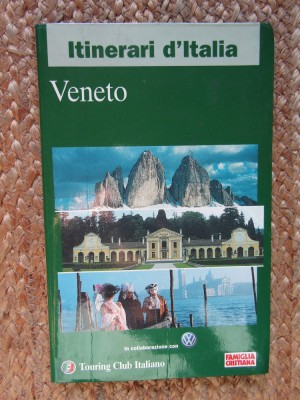 Itinerari d'Italia
Veneto
In collaborazione con
Touring Club Italiano
FAMIGLIA
CRISTIANA